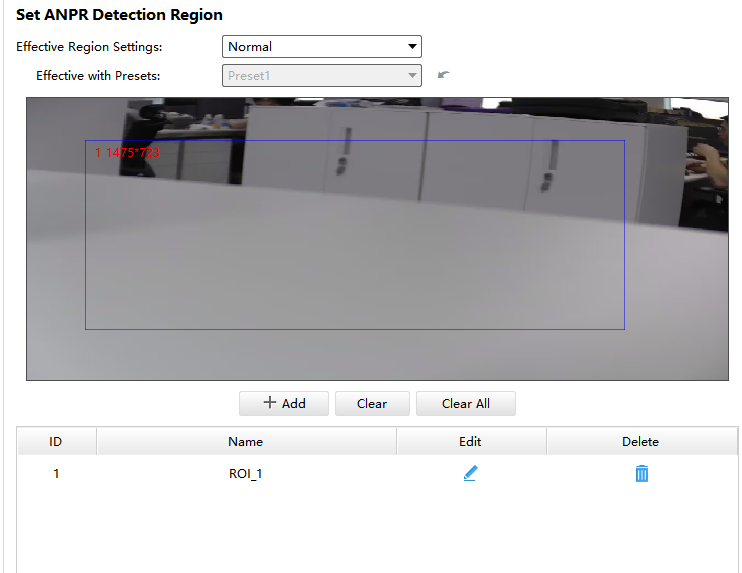 Set ANPR Detection Region
Effective Region Settings: Normal
Effective with Presets: Preset1
1 1475*723
Add Clear Clear All
ID Name Edit Delete
1 ROI_1